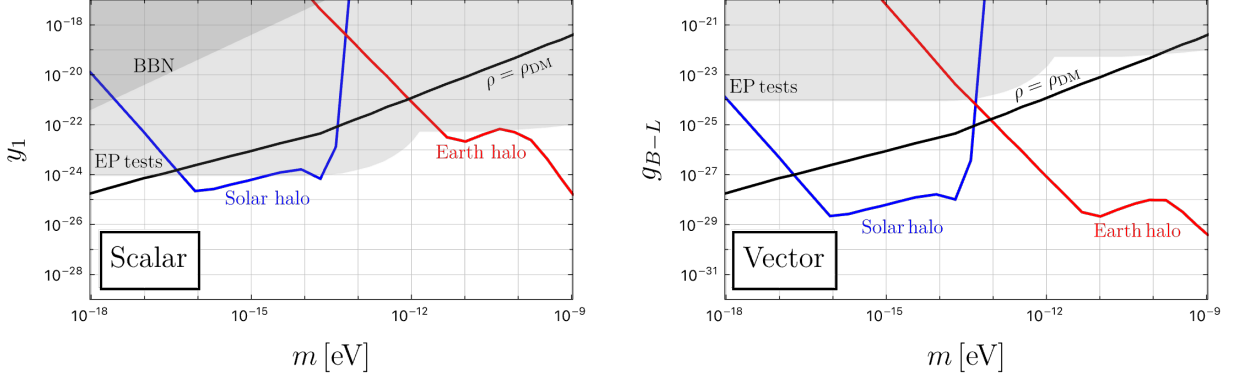 10^-18
10^-20
10^-22
10^-24
10^-26
10^-28
y_1
BBN
ρ = ρ_DM
EP tests
Earth halo
Solar halo
Scalar
10^-18
10^-15
10^-12
10^-9
m [eV]
10^-21
10^-23
10^-25
10^-27
10^-29
10^-31
g_{B-L}
EP tests
ρ = ρ_DM
Solar halo
Earth halo
Vector
10^-18
10^-15
10^-12
10^-9
m [eV]